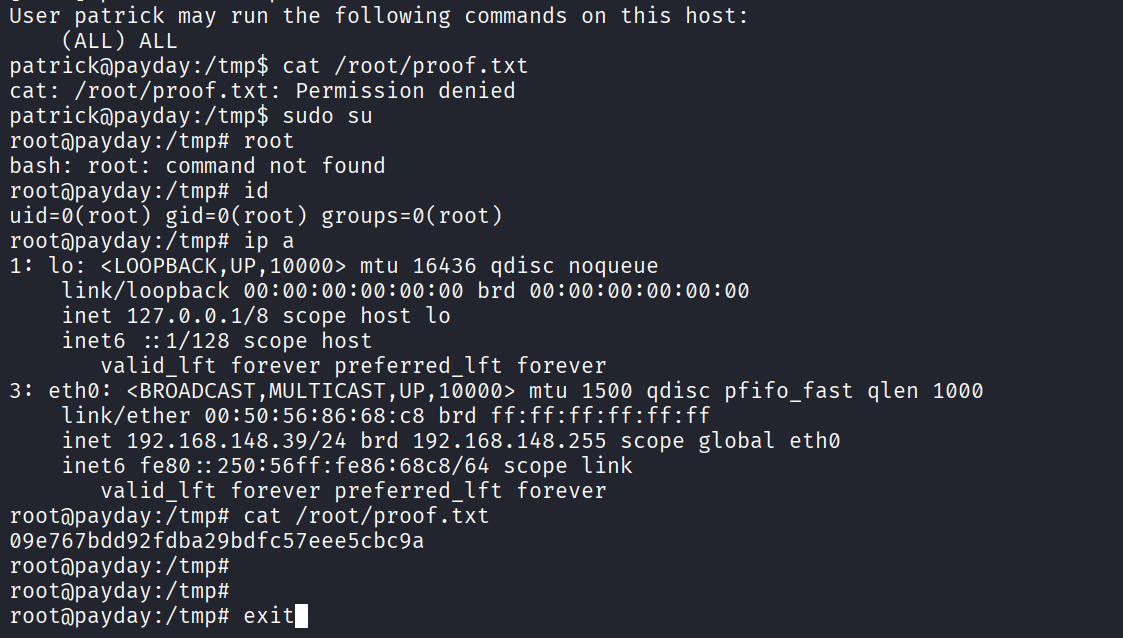 User patrick may run the following commands on this host:
    (ALL) ALL
patrick@payday:/tmp$ cat /root/proof.txt
cat: /root/proof.txt: Permission denied
patrick@payday:/tmp$ sudo su
root@payday:/tmp# root
bash: root: command not found
root@payday:/tmp# id
uid=0(root) gid=0(root) groups=0(root)
root@payday:/tmp# ip a
1: lo: <LOOPBACK,UP,10000> mtu 16436 qdisc noqueue
    link/loopback 00:00:00:00:00:00 brd 00:00:00:00:00:00
    inet 127.0.0.1/8 scope host lo
    inet6 ::1/128 scope host
       valid_lft forever preferred_lft forever
3: eth0: <BROADCAST,MULTICAST,UP,10000> mtu 1500 qdisc pfifo_fast qlen 1000
    link/ether 00:50:56:86:68:c8 brd ff:ff:ff:ff:ff:ff
    inet 192.168.148.39/24 brd 192.168.148.255 scope global eth0
    inet6 fe80::250:56ff:fe86:68c8/64 scope link
       valid_lft forever preferred_lft forever
root@payday:/tmp# cat /root/proof.txt
09e767bdd92fdba29bdfc57eee5cbc9a
root@payday:/tmp#
root@payday:/tmp#
root@payday:/tmp# exit